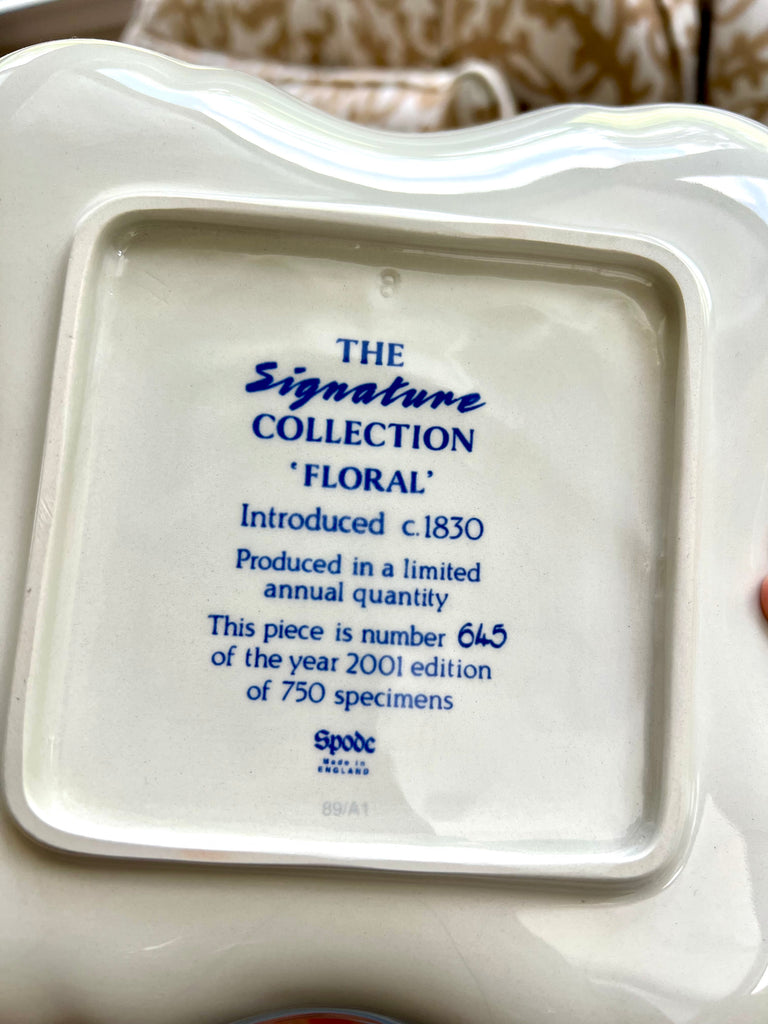 8
THE
Signature
COLLECTION
'FLORAL'
Introduced c.1830
Produced in a limited
annual quantity
This piece is number 645
of the year 2001 edition
of 750 specimens
Spode
Made in
ENGLAND
89/A1